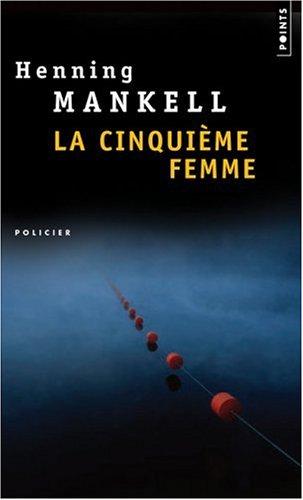 POINTS
Henning
MANKELL
LA CINQUIÈME
FEMME
POLICIER